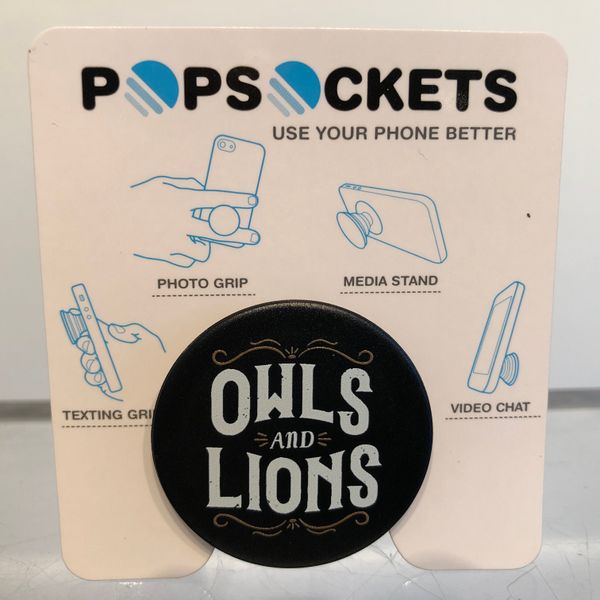 POPSOCKETS
USE YOUR PHONE BETTER
PHOTO GRIP
MEDIA STAND
TEXTING GRI
VIDEO CHAT
OWLS
AND
LIONS